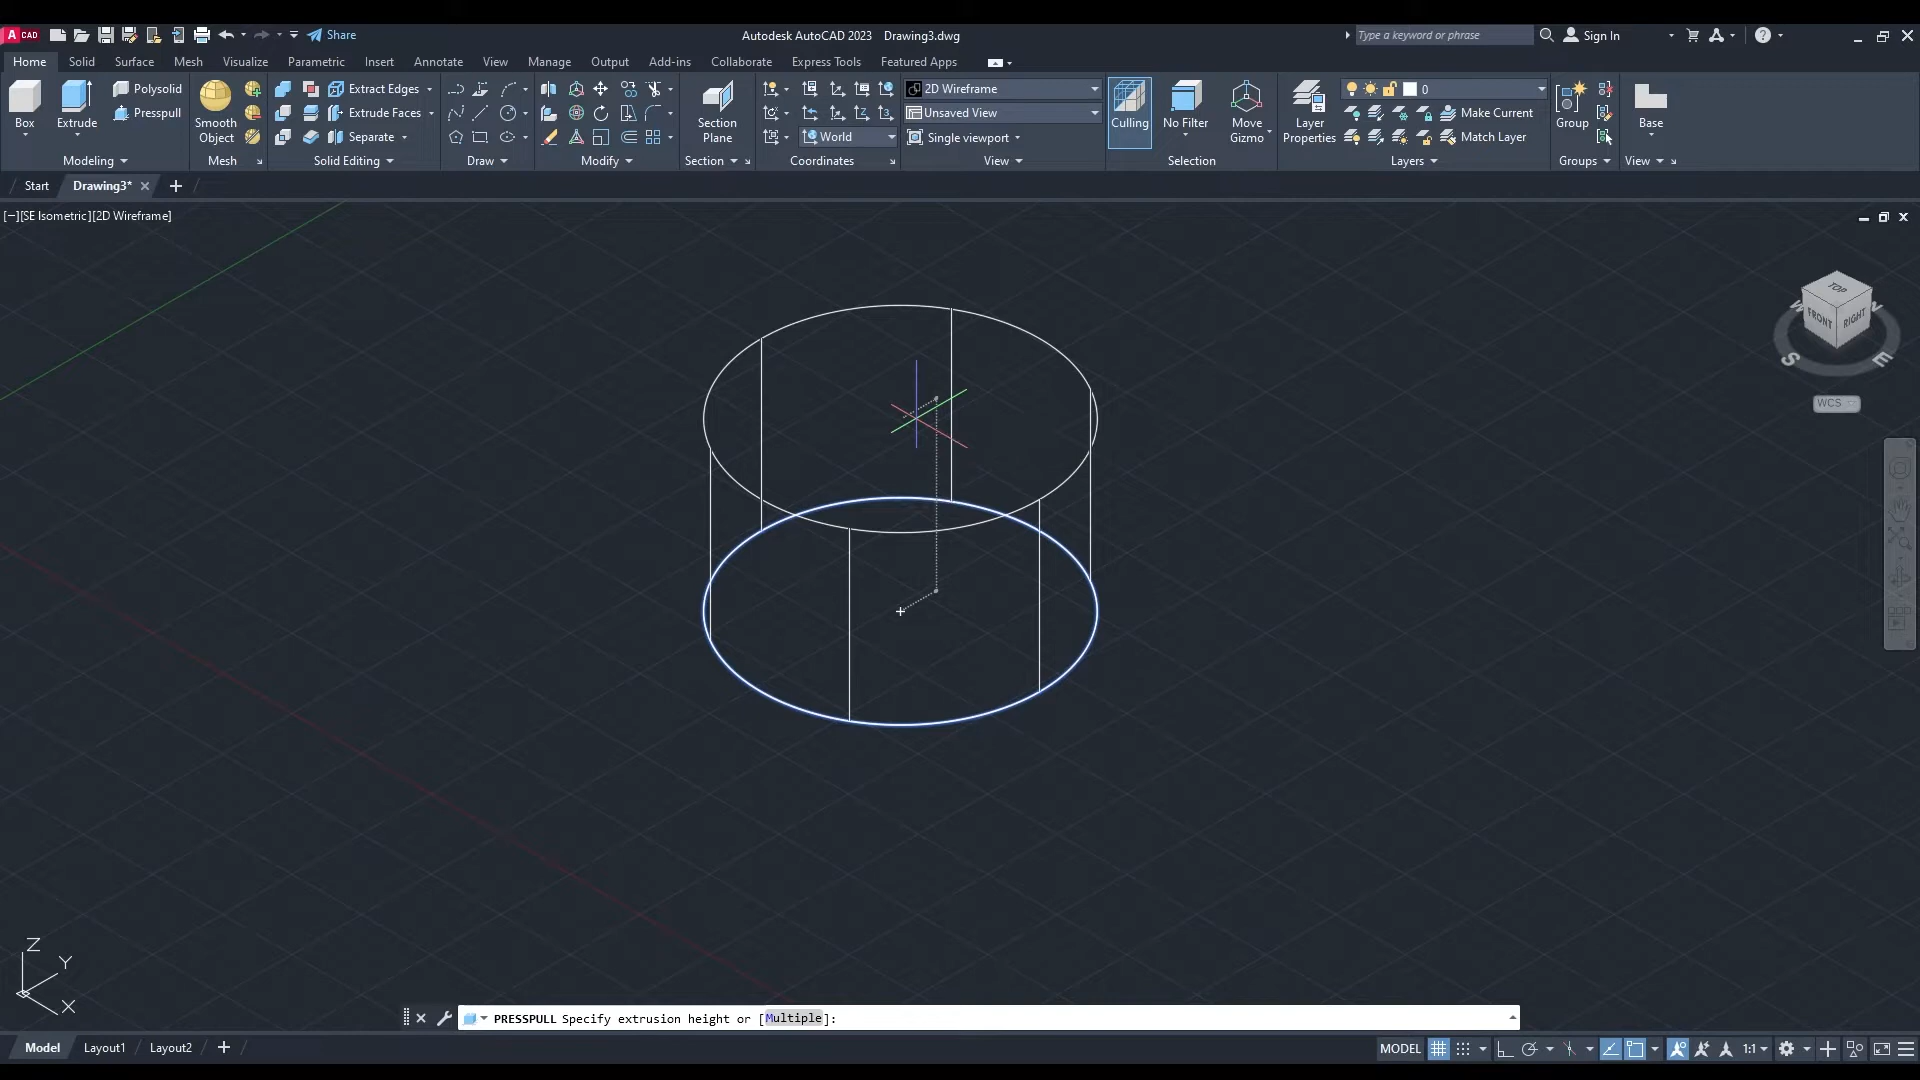 A CAD Share Autodesk AutoCAD 2023 Drawing3.dwg Type a keyword or phrase Sign In ?
Home Solid Surface Mesh Visualize Parametric Insert Annotate View Manage Output Add-ins Collaborate Express Tools Featured Apps
Box
Extrude
Polysolid
Presspull
Modeling
Smooth
Object
Mesh
Extract Edges
Extrude Faces
Separate
Solid Editing
Draw
Modify
Section
Plane
Section
World
Coordinates
2D Wireframe
Unsaved View
Single viewport
View
Culling
No Filter
Move
Gizmo
Selection
Layer
Properties
0
Make Current
Match Layer
Layers
Group
Groups
Base
View
Start Drawing3* +
[−][SE Isometric][2D Wireframe]
TOP
FRONT RIGHT
W N
S E
WCS
Z
Y
X
PRESSPULL Specify extrusion height or [Multiple]:
Model Layout1 Layout2 + MODEL 1:1